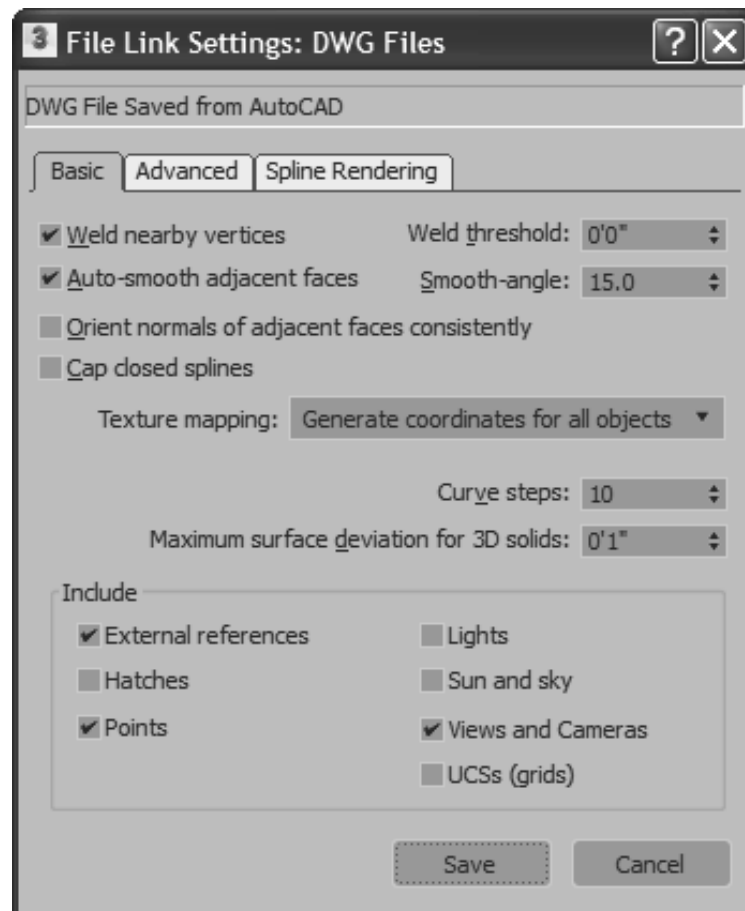 3 File Link Settings: DWG Files ? X
DWG File Saved from AutoCAD
Basic Advanced Spline Rendering
Weld nearby vertices Weld threshold: 0'0"
Auto-smooth adjacent faces Smooth-angle: 15.0
Orient normals of adjacent faces consistently
Cap closed splines
Texture mapping: Generate coordinates for all objects
Curve steps: 10
Maximum surface deviation for 3D solids: 0'1"
Include
External references Lights
Hatches Sun and sky
Points Views and Cameras
UCSs (grids)
Save Cancel